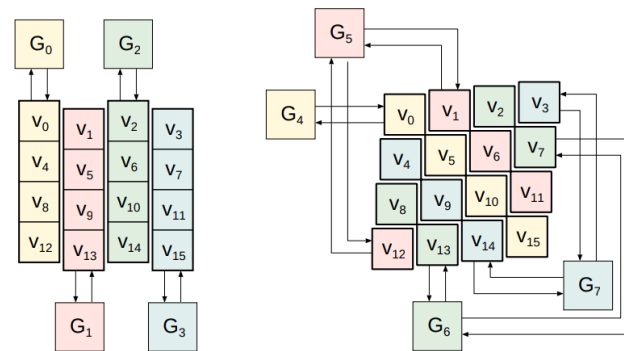 G₀ G₂
v₀ v₁ v₂ v₃
v₄ v₅ v₆ v₇
v₈ v₉ v₁₀ v₁₁
v₁₂ v₁₃ v₁₄ v₁₅
G₁ G₃
G₅
G₄
v₀ v₁ v₂ v₃
v₄ v₅ v₆ v₇
v₈ v₉ v₁₀ v₁₁
v₁₂ v₁₃ v₁₄ v₁₅
G₇
G₆